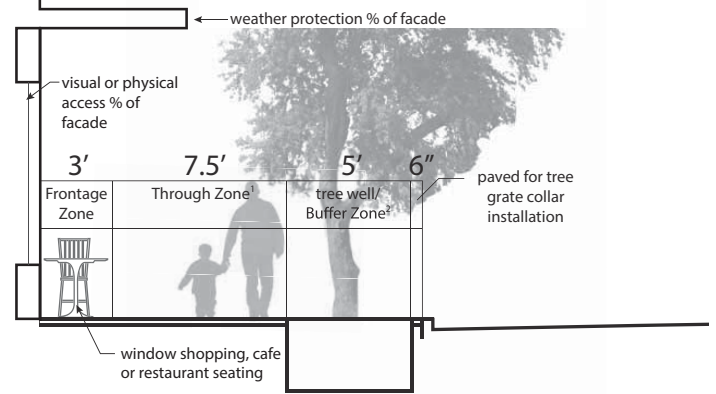 weather protection % of facade
visual or physical
access % of
facade
3’ 7.5’ 5’ 6”
Frontage
Zone
Through Zone¹
tree well/
Buffer Zone²
paved for tree
grate collar
installation
window shopping, cafe
or restaurant seating